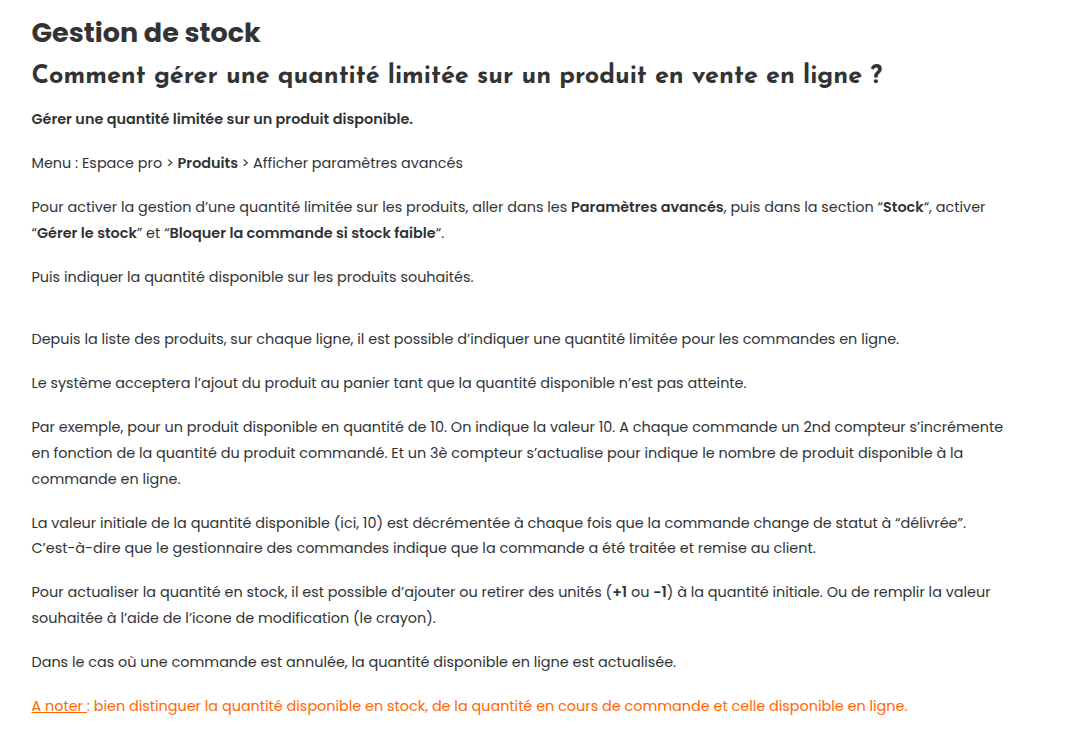 Gestion de stock
Comment gérer une quantité limitée sur un produit en vente en ligne ?
Gérer une quantité limitée sur un produit disponible.
Menu : Espace pro > Produits > Afficher paramètres avancés
Pour activer la gestion d’une quantité limitée sur les produits, aller dans les Paramètres avancés, puis dans la section “Stock“, activer
“Gérer le stock” et “Bloquer la commande si stock faible“.
Puis indiquer la quantité disponible sur les produits souhaités.
Depuis la liste des produits, sur chaque ligne, il est possible d’indiquer une quantité limitée pour les commandes en ligne.
Le système acceptera l’ajout du produit au panier tant que la quantité disponible n’est pas atteinte.
Par exemple, pour un produit disponible en quantité de 10. On indique la valeur 10. A chaque commande un 2nd compteur s’incrémente
en fonction de la quantité du produit commandé. Et un 3è compteur s’actualise pour indique le nombre de produit disponible à la
commande en ligne.
La valeur initiale de la quantité disponible (ici, 10) est décrémentée à chaque fois que la commande change de statut à “délivrée”.
C’est-à-dire que le gestionnaire des commandes indique que la commande a été traitée et remise au client.
Pour actualiser la quantité en stock, il est possible d’ajouter ou retirer des unités (+1 ou -1) à la quantité initiale. Ou de remplir la valeur
souhaitée à l’aide de l’icone de modification (le crayon).
Dans le cas où une commande est annulée, la quantité disponible en ligne est actualisée.
A noter : bien distinguer la quantité disponible en stock, de la quantité en cours de commande et celle disponible en ligne.